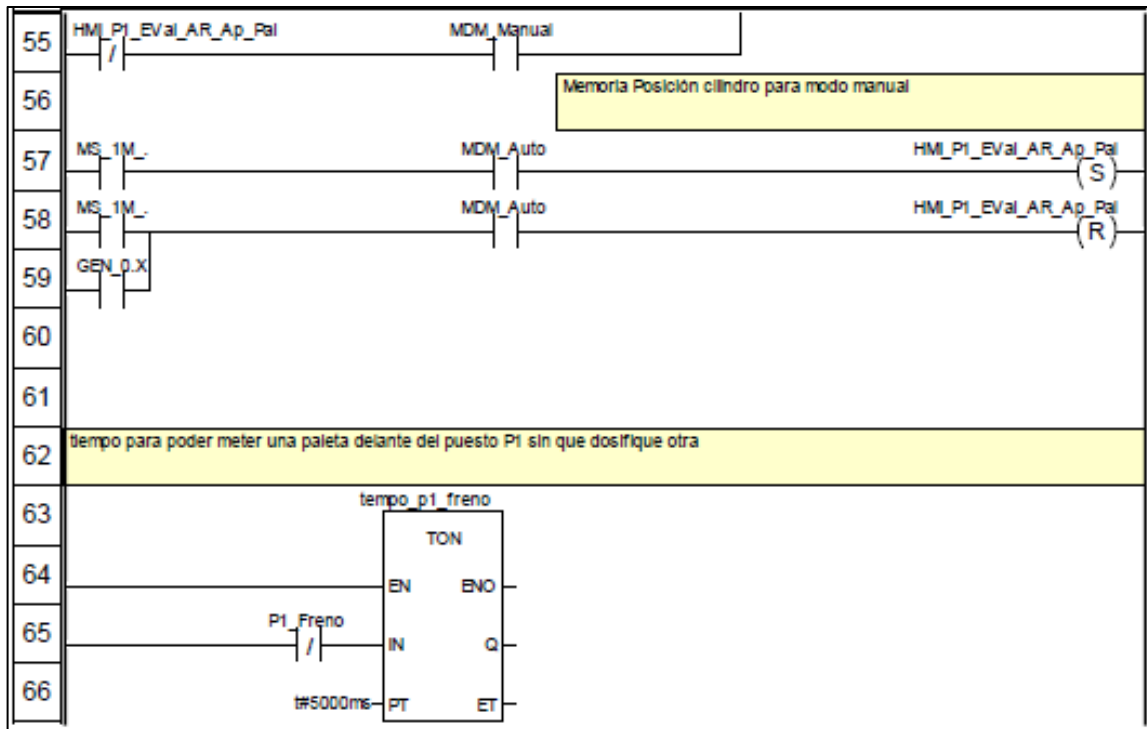 55 HMI_P1_EVal_AR_Ap_Pal MDM_Manual
/
56 Memoria Posición cilindro para modo manual
57 MS_1M_. MDM_Auto HMI_P1_EVal_AR_Ap_Pal
S
58 MS_1M_. MDM_Auto HMI_P1_EVal_AR_Ap_Pal
R
59 GEN_0.X
60
61
62 tiempo para poder meter una paleta delante del puesto P1 sin que dosifique otra
63 tempo_p1_freno
TON
64 EN ENO
65 P1_Freno
/ IN Q
66 t#5000ms PT ET